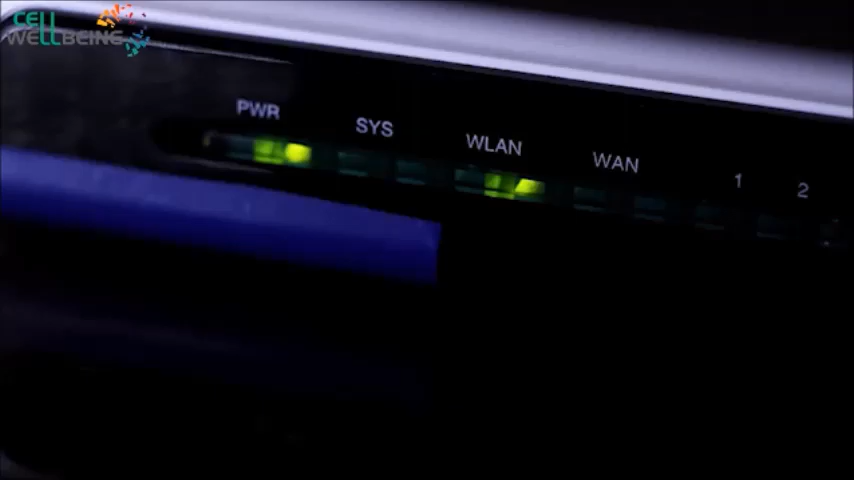 CELL
WELLBEING
PWR
SYS
WLAN
WAN
1
2